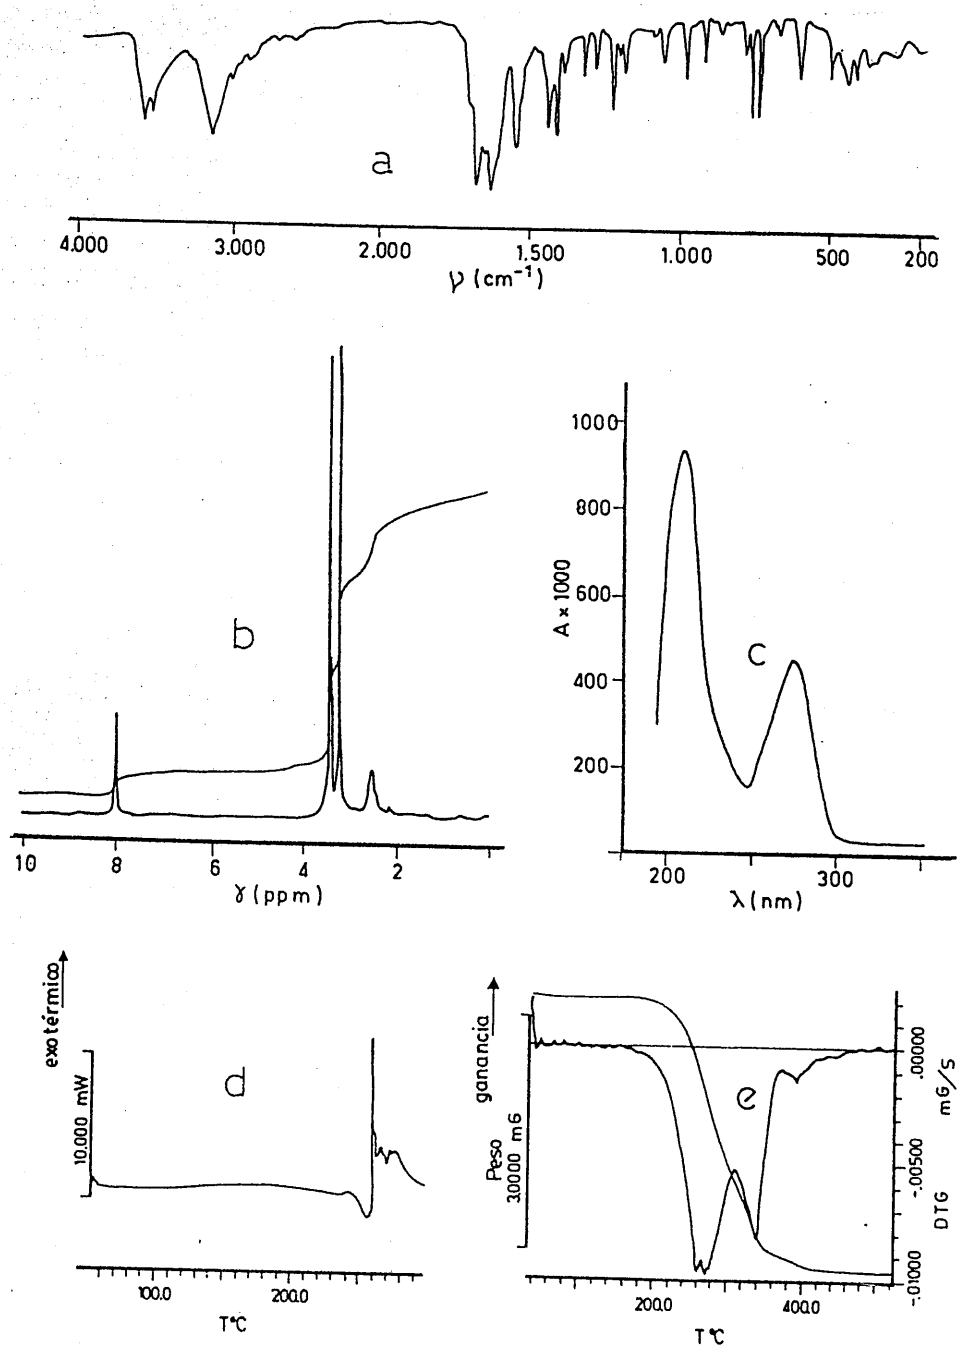 a
4.000 3.000 2.000 1.500 1.000 500 200
ν (cm⁻¹)
b
10 8 6 4 2
γ (ppm)
1000
800
600
400
200
A x 1000
c
200 300
λ (nm)
exotérmico
10.000 mW
d
100.0 200.0
T°C
ganancia
Peso
3.0000 mG
e
.00000
-.00500
-.01000
mG/S
DTG
200.0 400.0
T°C